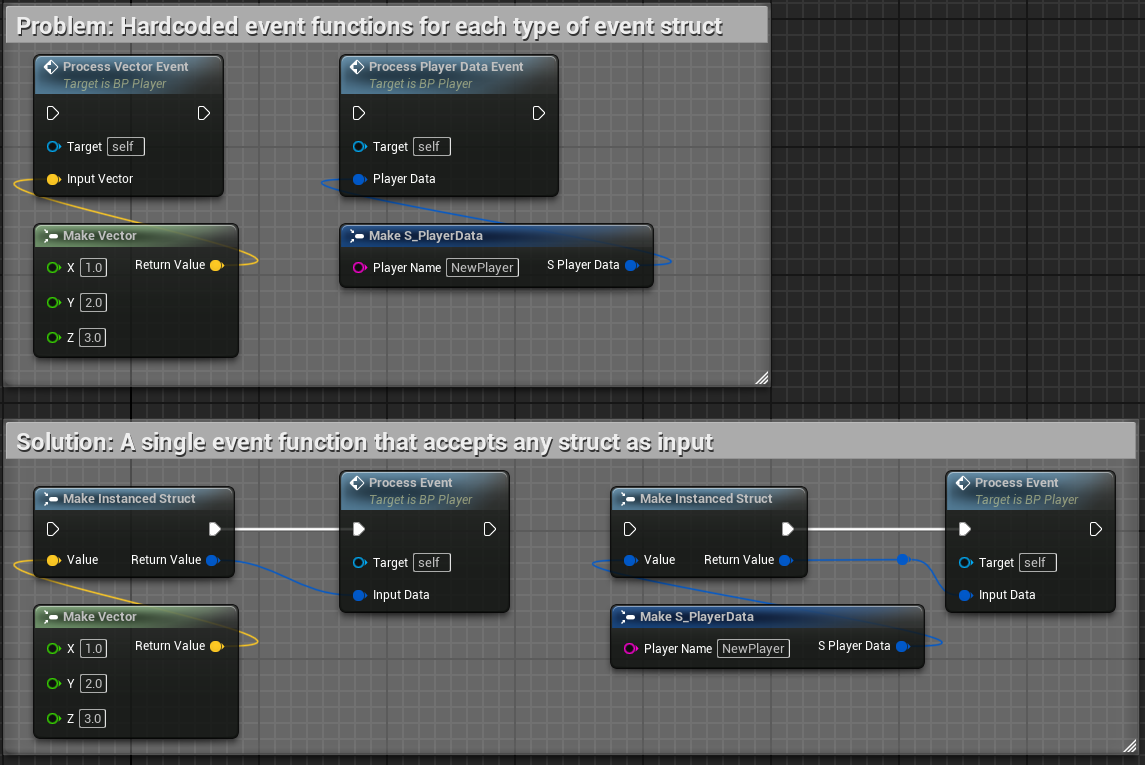 Problem: Hardcoded event functions for each type of event struct
Process Vector Event
Target is BP Player
Target self
Input Vector
Make Vector
X 1.0 Return Value
Y 2.0
Z 3.0
Process Player Data Event
Target is BP Player
Target self
Player Data
Make S_PlayerData
Player Name NewPlayer S Player Data
Solution: A single event function that accepts any struct as input
Make Instanced Struct
Value Return Value
Make Vector
X 1.0 Return Value
Y 2.0
Z 3.0
Process Event
Target is BP Player
Target self
Input Data
Make Instanced Struct
Value Return Value
Make S_PlayerData
Player Name NewPlayer S Player Data
Process Event
Target is BP Player
Target self
Input Data